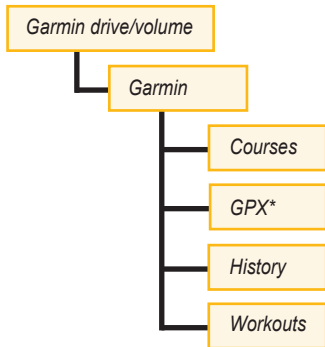 Garmin drive/volume
Garmin
Courses
GPX*
History
Workouts